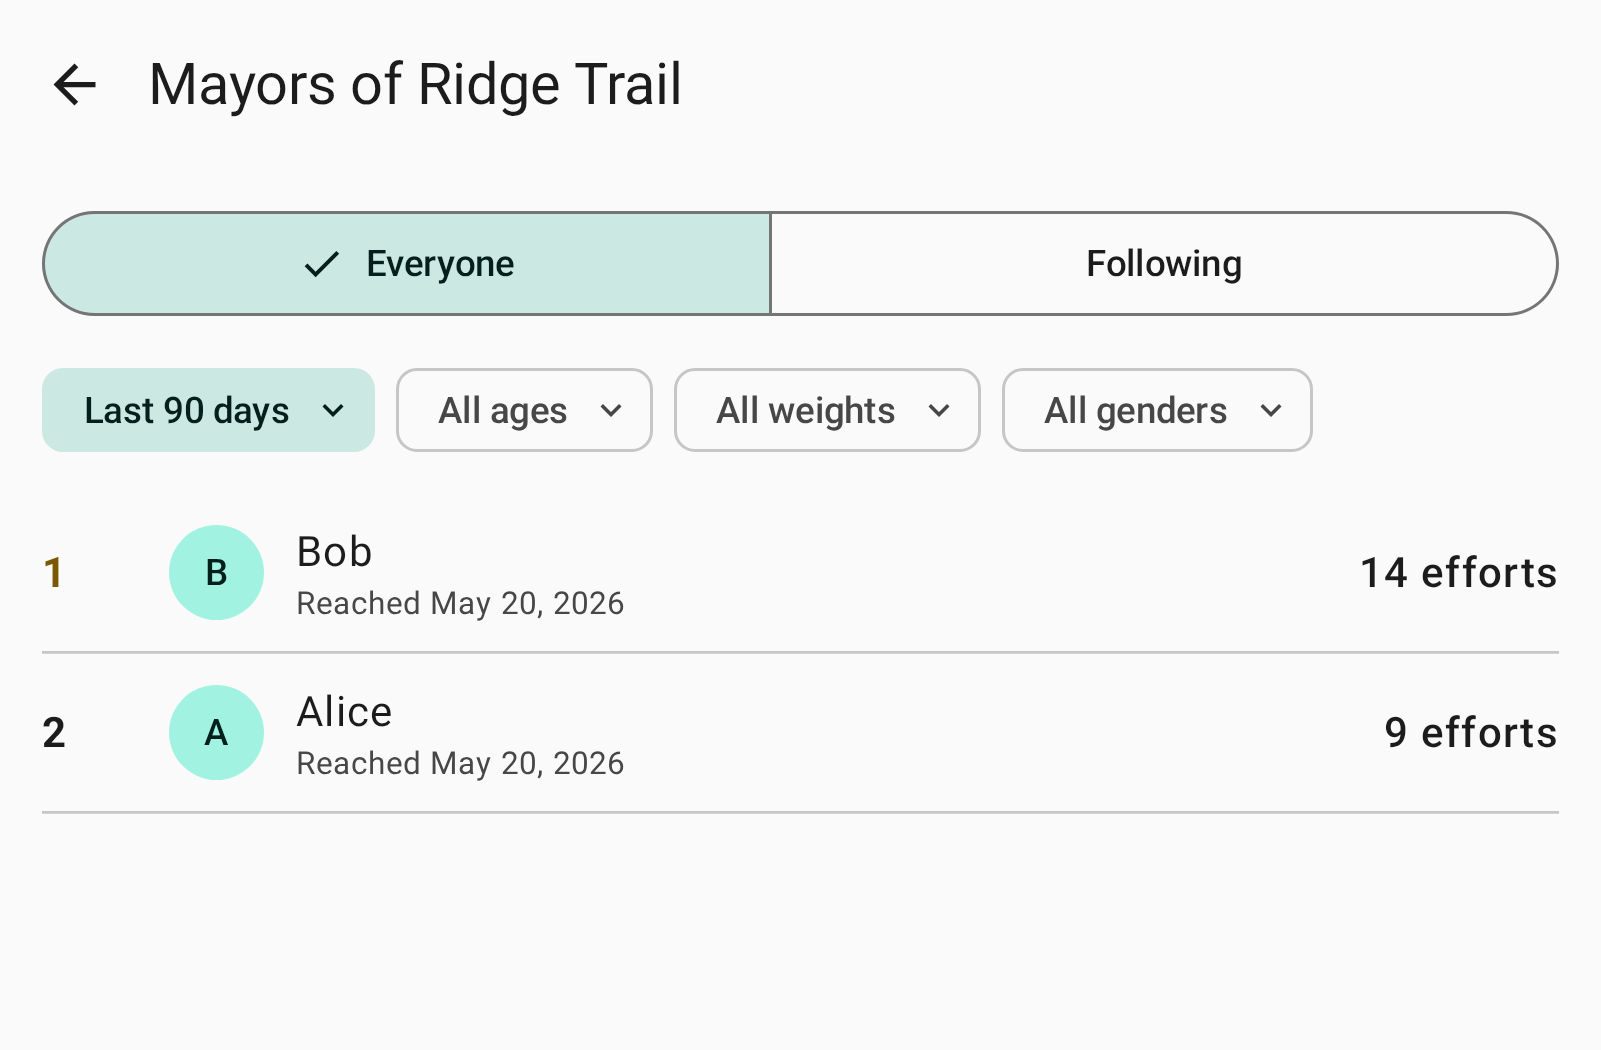 Mayors of Ridge Trail
Everyone
Following
Last 90 days
All ages
All weights
All genders
1
B
Bob
Reached May 20, 2026
14 efforts
2
A
Alice
Reached May 20, 2026
9 efforts